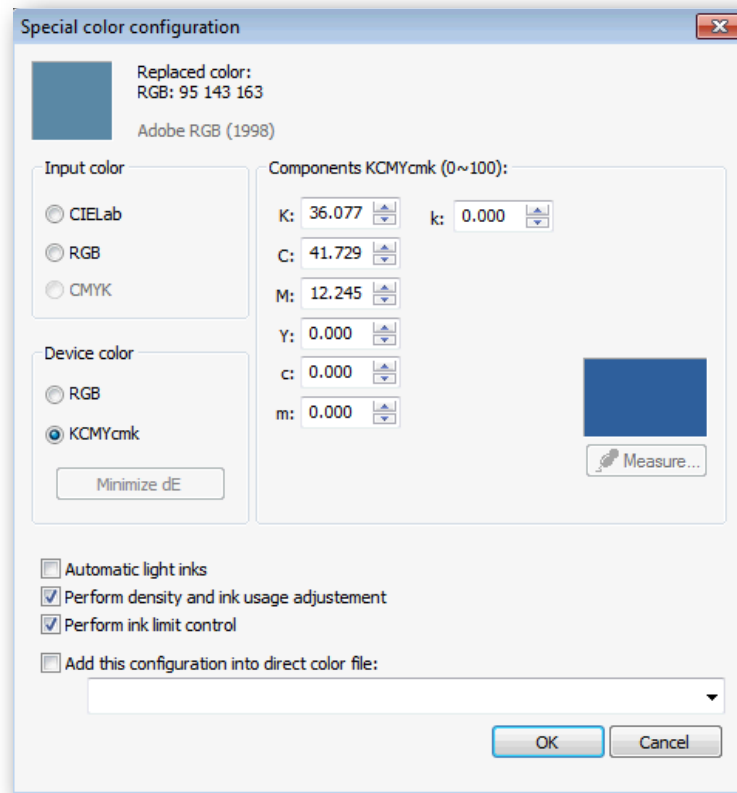 Special color configuration
Replaced color:
RGB: 95 143 163
Adobe RGB (1998)
Input color
CIELab
RGB
CMYK
Device color
RGB
KCMYcmk
Minimize dE
Components KCMYcmk (0~100):
K: 36.077 k: 0.000
C: 41.729
M: 12.245
Y: 0.000
c: 0.000
m: 0.000
Measure...
Automatic light inks
Perform density and ink usage adjustement
Perform ink limit control
Add this configuration into direct color file:
OK Cancel